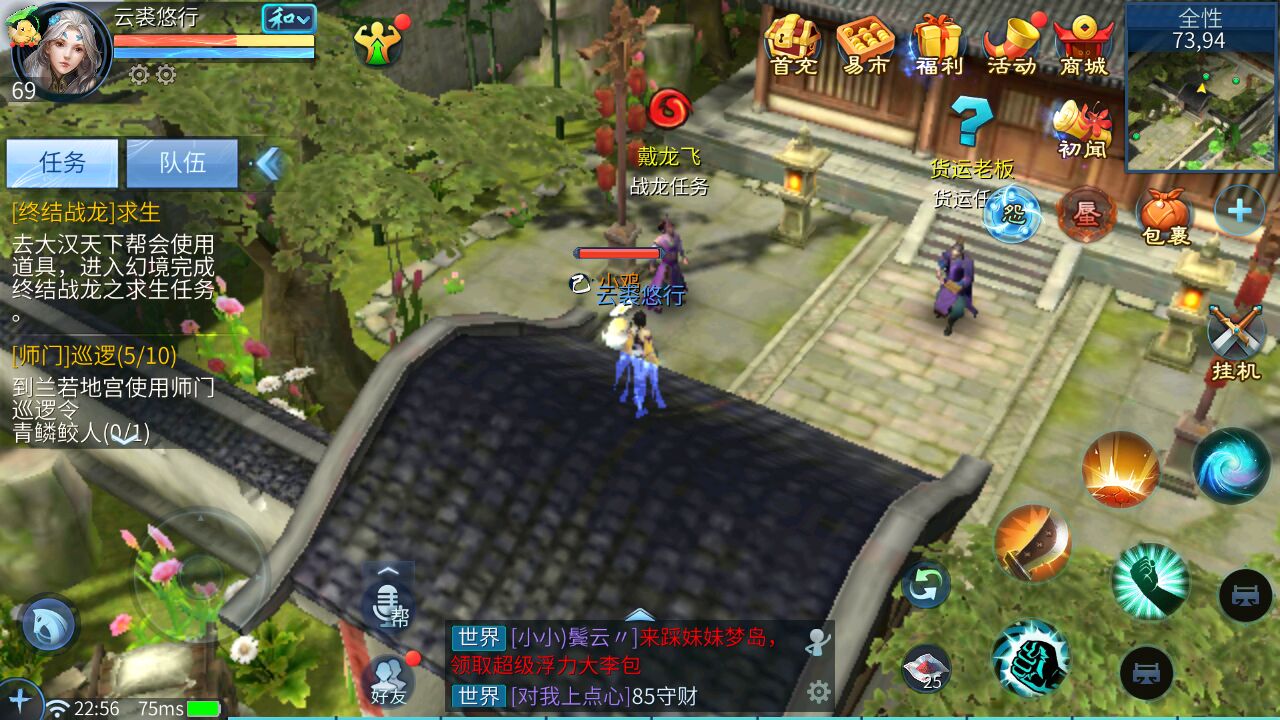 云裘悠行
和
69
首充
易市
福利
活动
商城
全性
73,94
初闻
任务
队伍
戴龙飞
战龙任务
货运老板
货运任
怨
蜃
包裹
[终结战龙]求生
去大汉天下帮会使用
道具，进入幻境完成
终结战龙之求生任务
。
己
小鸡
云裘悠行
挂机
[师门]巡逻(5/10)
到兰若地宫使用师门
巡逻令
青鳞鲛人(0/1)
帮
世界 [小小)鬓云〃]来踩妹妹梦岛，
领取超级浮力大李包
世界 [对我上点心]85守财
25
好友
22:56 75ms